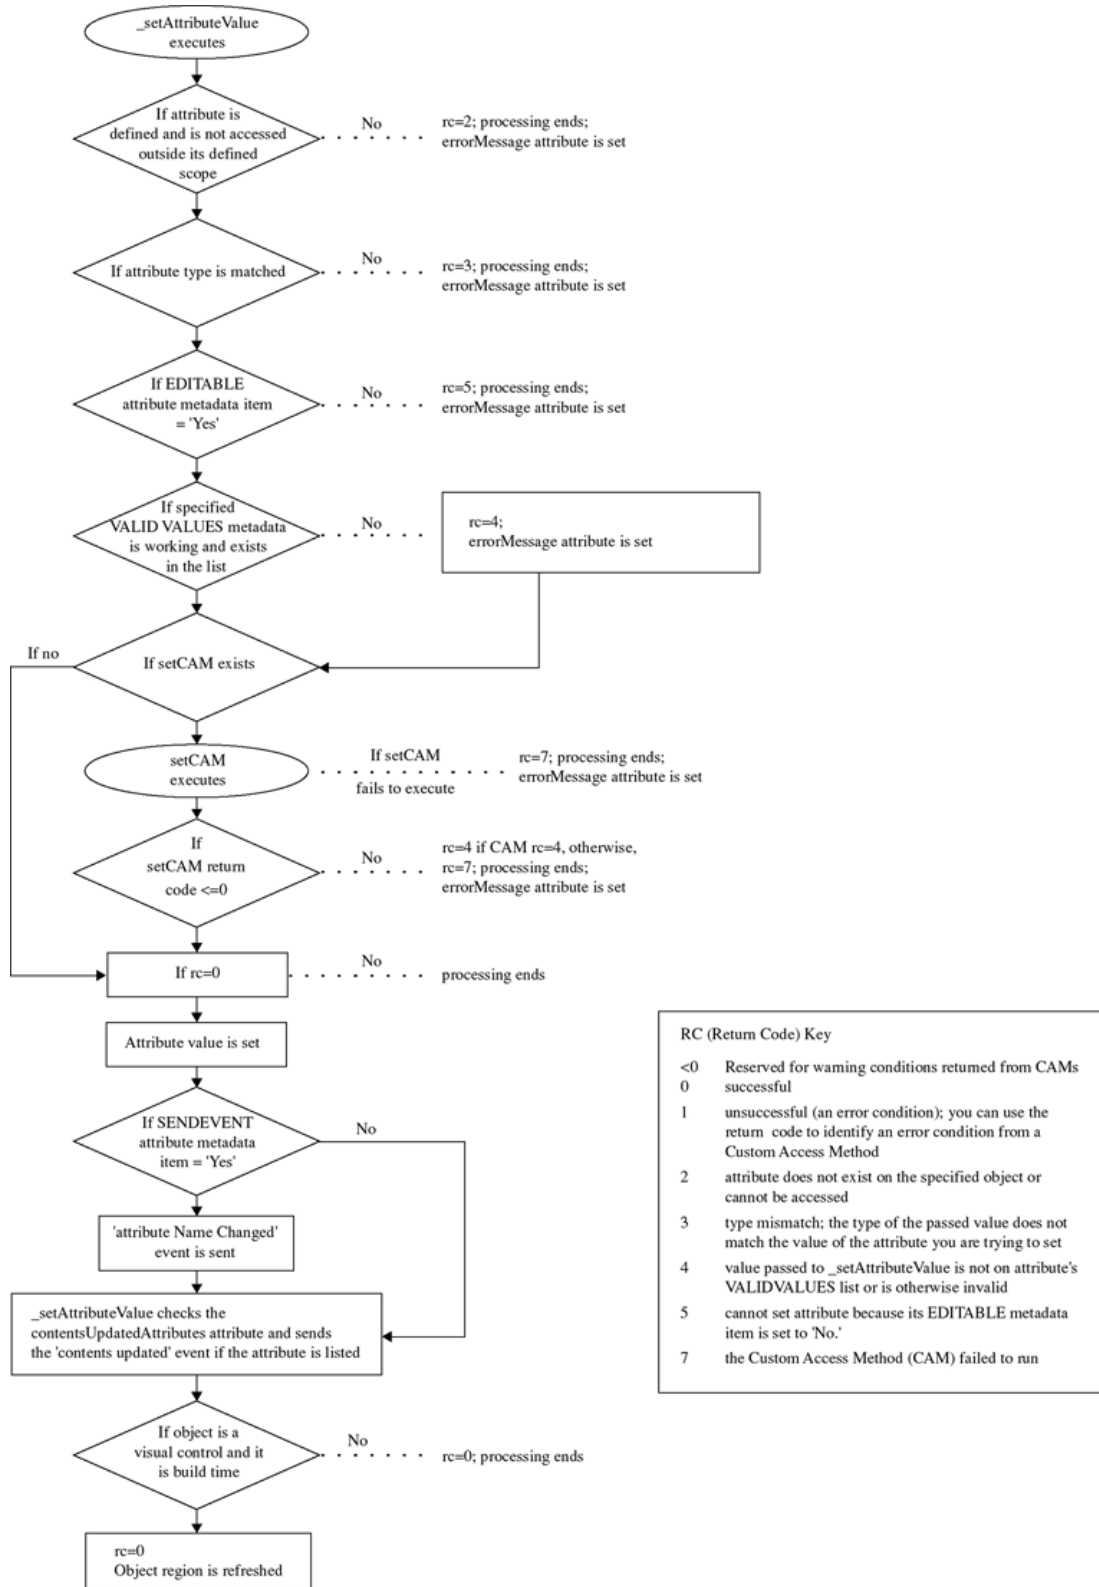 _setAttributeValue
executes
If attribute is
defined and is not accessed
outside its defined
scope
No
rc=2; processing ends;
errorMessage attribute is set
If attribute type is matched
No
rc=3; processing ends;
errorMessage attribute is set
If EDITABLE
attribute metadata item
= 'Yes'
No
rc=5; processing ends;
errorMessage attribute is set
If specified
VALID VALUES metadada
is working and exists
in the list
No
rc=4;
errorMessage attribute is set
If no
If setCAM exists
setCAM
executes
If setCAM
fails to execute
rc=7; processing ends;
errorMessage attribute is set
If
setCAM return
code <=0
No
rc=4 if CAM rc=4, otherwise,
rc=7; processing ends;
errorMessage attribute is set
If rc=0
No
processing ends
Attribute value is set
If SENDEVENT
attribute metadata
item = 'Yes'
No
'attribute Name Changed'
event is sent
_setAttributeValue checks the
contentsUpdatedAttributes attribute and sends
the 'contents updated' event if the attribute is listed
If object is a
visual control and it
is build time
No
rc=0; processing ends
rc=0
Object region is refreshed
RC (Return Code) Key
<0 Reserved for warning conditions returned from CAMs
0 successful
1 unsuccessful (an error condition); you can use the
return code to identify an error condition from a
Custom Access Method
2 attribute does not exist on the specified object or
cannot be accessed
3 type mismatch; the type of the passed value does not
match the value of the attribute you are trying to set
4 value passed to _setAttributeValue is not on attribute's
VALIDVALUES list or is otherwise invalid
5 cannot set attribute because its EDITABLE metadata
item is set to 'No.'
7 the Custom Access Method (CAM) failed to run